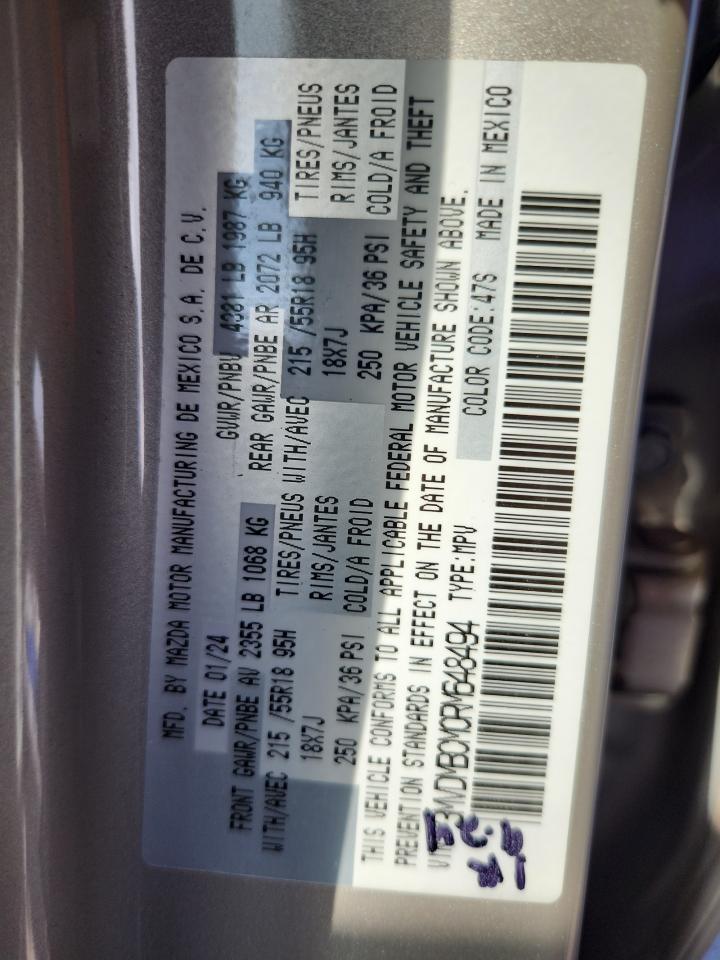 MFD. BY MAZDA MOTOR MANUFACTURING DE MEXICO S.A. DE C.V.
DATE 01/24 GVWR/PNBV 4381 LB 1987 KG
FRONT GAWR/PNBE AV 2355 LB 1068 KG REAR GAWR/PNBE AR 2072 LB 940 KG
WITH/AVEC 215 /55R18 95H TIRES/PNEUS WITH/AVEC 215 /55R18 95H TIRES/PNEUS
18X7J RIMS/JANTES 18X7J RIMS/JANTES
250 KPA/36 PSI COLD/A FROID 250 KPA/36 PSI COLD/A FROID
THIS VEHICLE CONFORMS TO ALL APPLICABLE FEDERAL MOTOR VEHICLE SAFETY AND THEFT
PREVENTION STANDARDS IN EFFECT ON THE DATE OF MANUFACTURE SHOWN ABOVE.
3MVDMBCM0RM648494 TYPE:MPV COLOR CODE:47S MADE IN MEXICO